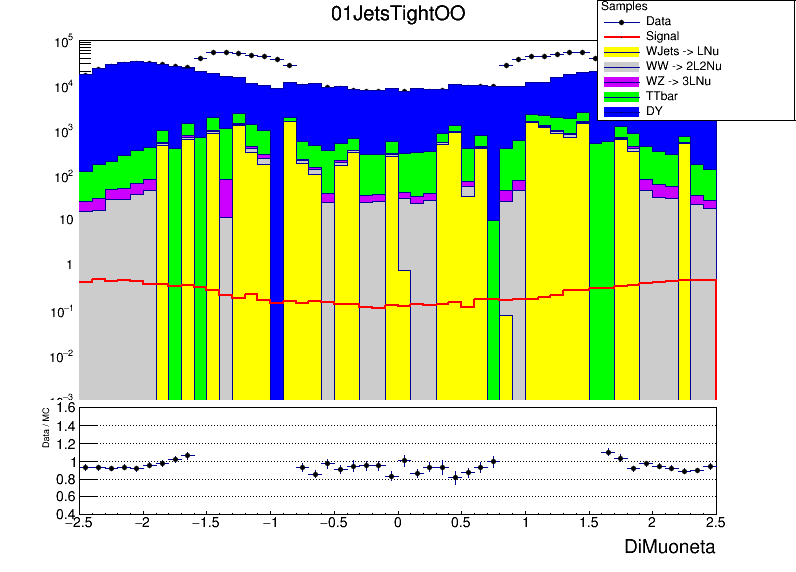 01JetsTightOO
Samples
Data
Signal
WJets -> LNu
WW -> 2L2Nu
WZ -> 3LNu
TTbar
DY
10^5
10^4
10^3
10^2
10
1
10^−1
10^−2
10^−3
Data / MC
1.6
1.4
1.2
1
0.8
0.6
0.4
−2.5 −2 −1.5 −1 −0.5 0 0.5 1 1.5 2 2.5
DiMuoneta